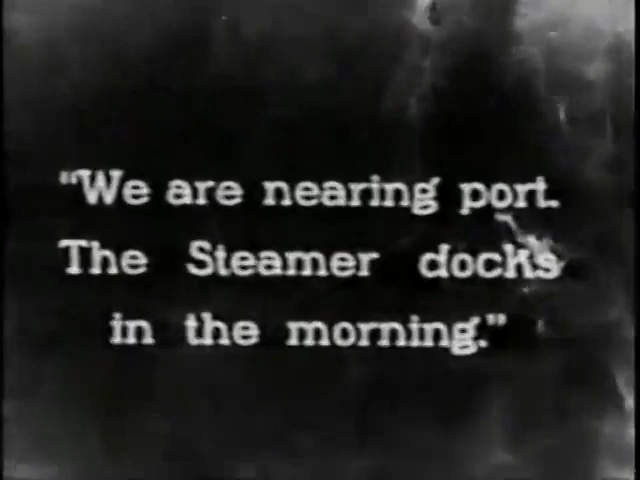 "We are nearing port.
The Steamer docks
in the morning."